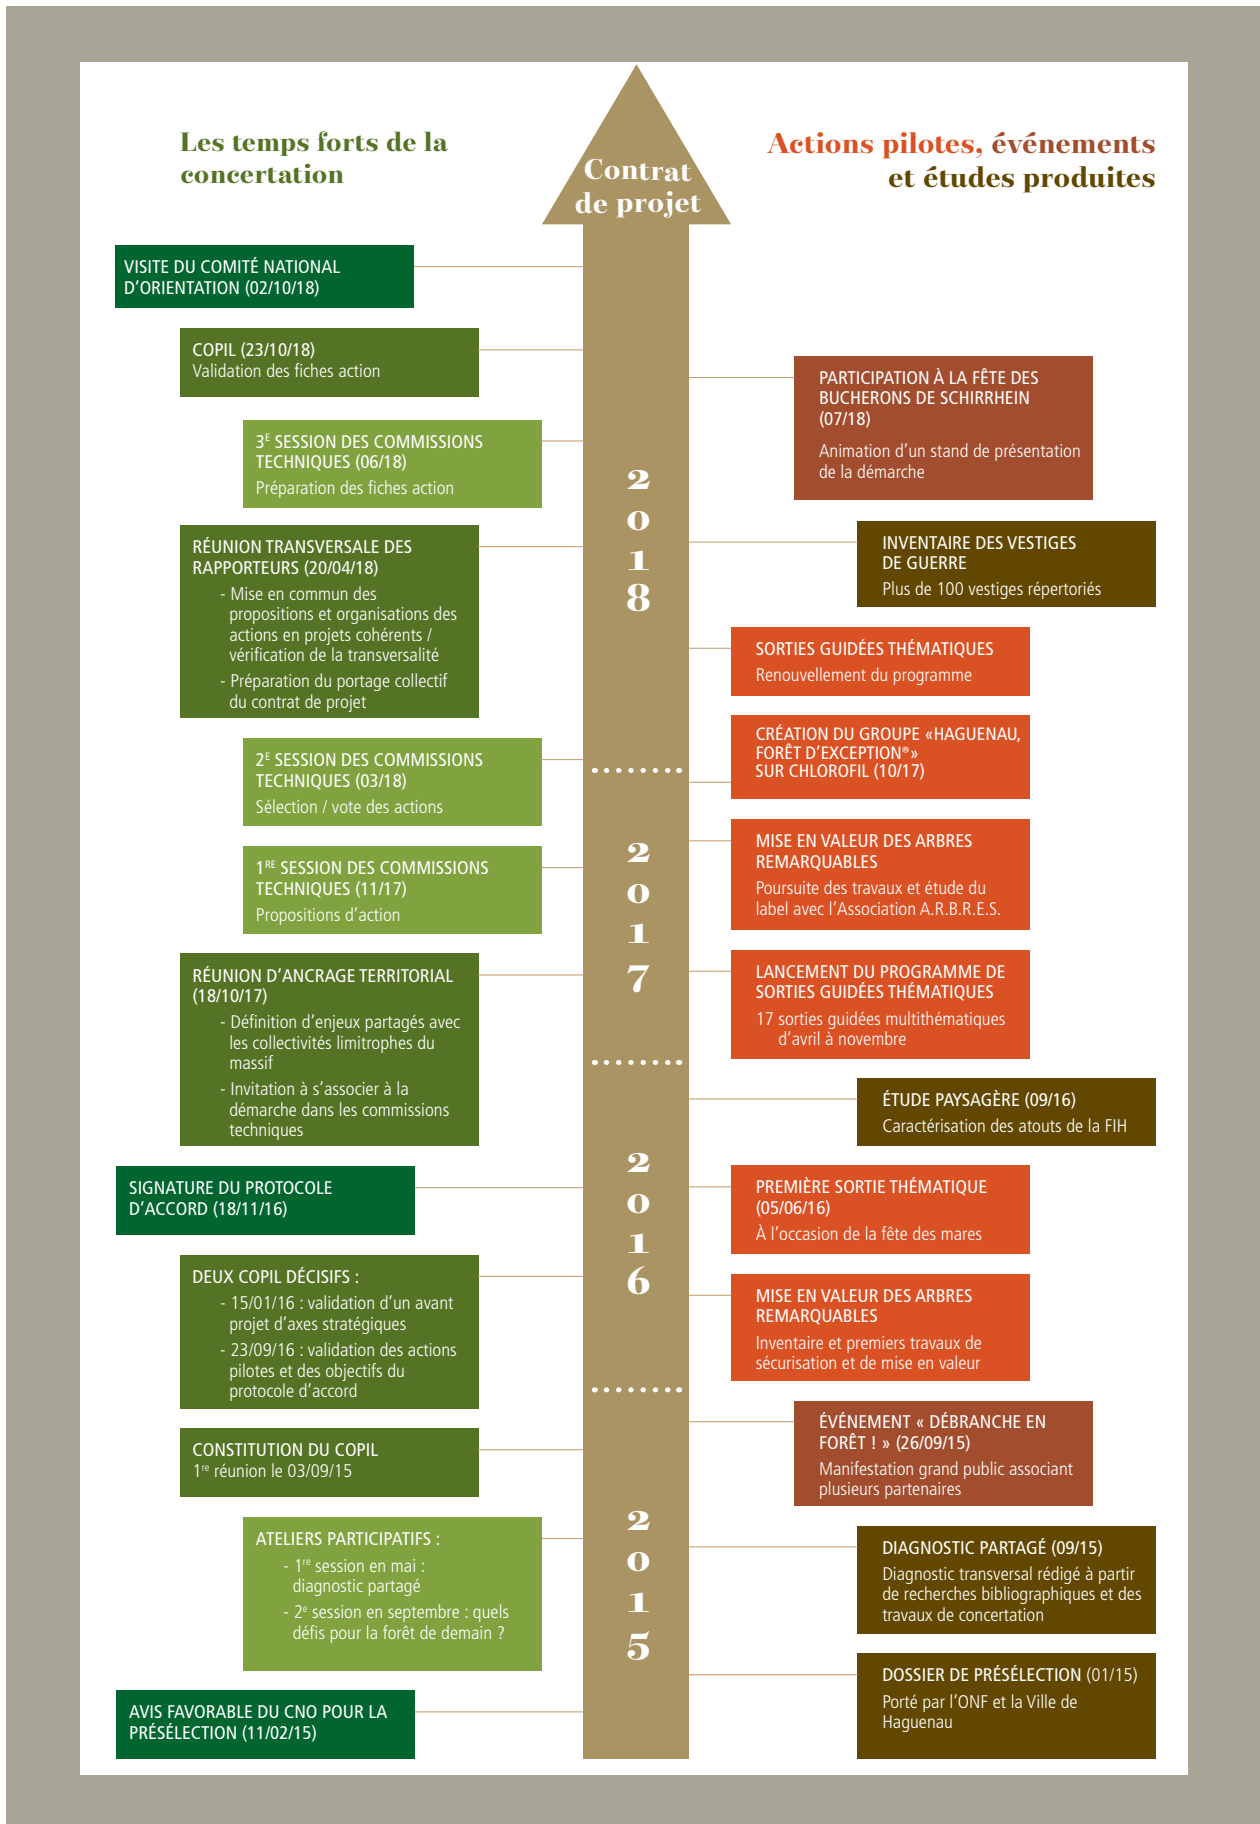 Les temps forts de la
concertation
Contrat
de projet
Actions pilotes, événements
et études produites
VISITE DU COMITÉ NATIONAL
D’ORIENTATION (02/10/18)
COPIL (23/10/18)
Validation des fiches action
3E SESSION DES COMMISSIONS
TECHNIQUES (06/18)
Préparation des fiches action
RÉUNION TRANSVERSALE DES
RAPPORTEURS (20/04/18)
- Mise en commun des
propositions et organisations des
actions en projets cohérents /
vérification de la transversalité
- Préparation du portage collectif
du contrat de projet
2E SESSION DES COMMISSIONS
TECHNIQUES (03/18)
Sélection / vote des actions
1RE SESSION DES COMMISSIONS
TECHNIQUES (11/17)
Propositions d’action
RÉUNION D’ANCRAGE TERRITORIAL
(18/10/17)
- Définition d’enjeux partagés avec
les collectivités limitrophes du
massif
- Invitation à s’associer à la
démarche dans les commissions
techniques
SIGNATURE DU PROTOCOLE
D’ACCORD (18/11/16)
DEUX COPIL DÉCISIFS :
- 15/01/16 : validation d’un avant
projet d’axes stratégiques
- 23/09/16 : validation des actions
pilotes et des objectifs du
protocole d’accord
CONSTITUTION DU COPIL
1re réunion le 03/09/15
ATELIERS PARTICIPATIFS :
- 1re session en mai :
diagnostic partagé
- 2e session en septembre : quels
défis pour la forêt de demain ?
AVIS FAVORABLE DU CNO POUR LA
PRÉSÉLECTION (11/02/15)
2
0
1
8
2
0
1
7
2
0
1
6
2
0
1
5
PARTICIPATION À LA FÊTE DES
BUCHERONS DE SCHIRRHEIN
(07/18)
Animation d’un stand de présentation
de la démarche
INVENTAIRE DES VESTIGES
DE GUERRE
Plus de 100 vestiges répertoriés
SORTIES GUIDÉES THÉMATIQUES
Renouvellement du programme
CRÉATION DU GROUPE «HAGUENAU,
FORÊT D’EXCEPTION®»
SUR CHLOROFIL (10/17)
MISE EN VALEUR DES ARBRES
REMARQUABLES
Poursuite des travaux et étude du
label avec l’Association A.R.B.R.E.S.
LANCEMENT DU PROGRAMME DE
SORTIES GUIDÉES THÉMATIQUES
17 sorties guidées multithématiques
d’avril à novembre
ÉTUDE PAYSAGÈRE (09/16)
Caractérisation des atouts de la FIH
PREMIÈRE SORTIE THÉMATIQUE
(05/06/16)
À l’occasion de la fête des mares
MISE EN VALEUR DES ARBRES
REMARQUABLES
Inventaire et premiers travaux de
sécurisation et de mise en valeur
ÉVÉNEMENT « DÉBRANCHE EN
FORÊT ! » (26/09/15)
Manifestation grand public associant
plusieurs partenaires
DIAGNOSTIC PARTAGÉ (09/15)
Diagnostic transversal rédigé à partir
de recherches bibliographiques et des
travaux de concertation
DOSSIER DE PRÉSÉLECTION (01/15)
Porté par l’ONF et la Ville de
Haguenau